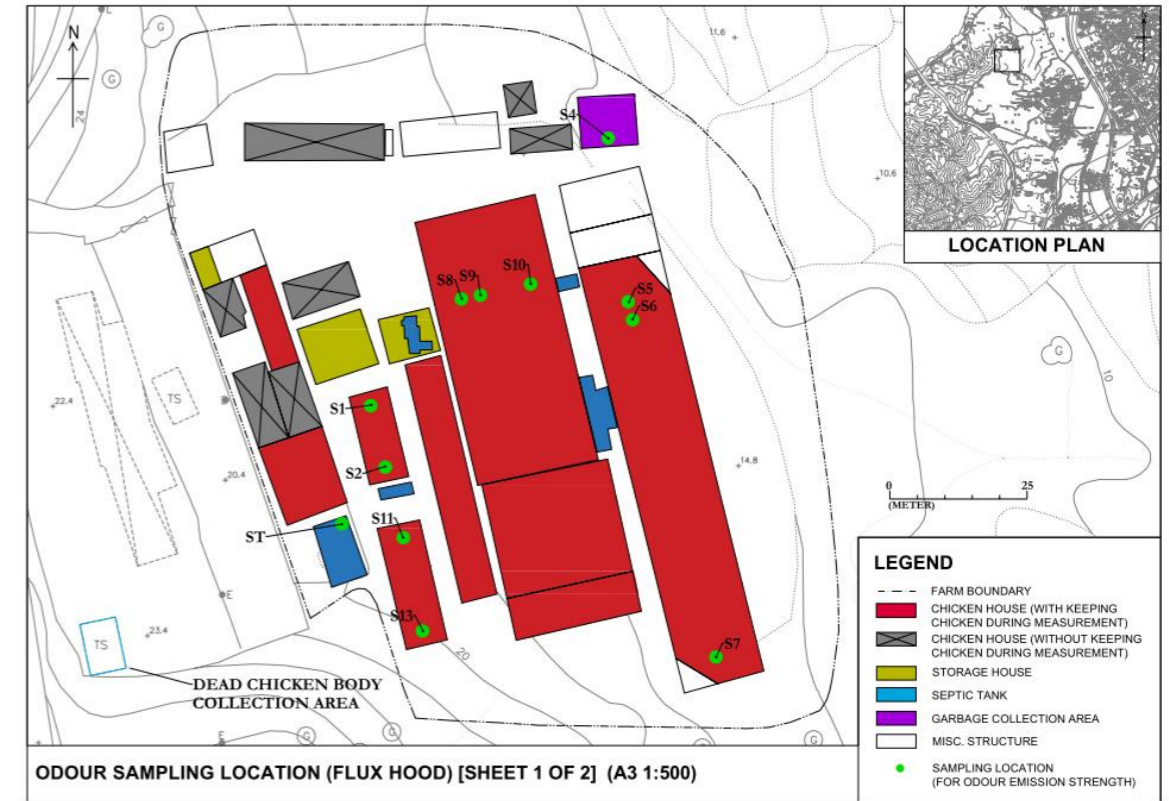 N
L
G
24
G
11.6
10.6
LOCATION PLAN
S4
S8
S9
S10
S5
S6
G
10
22.4
TS
S1
S2
20.4
14.8
0
25
(METER)
S11
ST
E
S13
S7
20
TS
23.4
DEAD CHICKEN BODY
COLLECTION AREA
E
G
G
G
LEGEND
FARM BOUNDARY
CHICKEN HOUSE (WITH KEEPING
CHICKEN DURING MEASUREMENT)
CHICKEN HOUSE (WITHOUT KEEPING
CHICKEN DURING MEASUREMENT)
STORAGE HOUSE
SEPTIC TANK
GARBAGE COLLECTION AREA
MISC. STRUCTURE
SAMPLING LOCATION
(FOR ODOUR EMISSION STRENGTH)
ODOUR SAMPLING LOCATION (FLUX HOOD) [SHEET 1 OF 2] (A3 1:500)